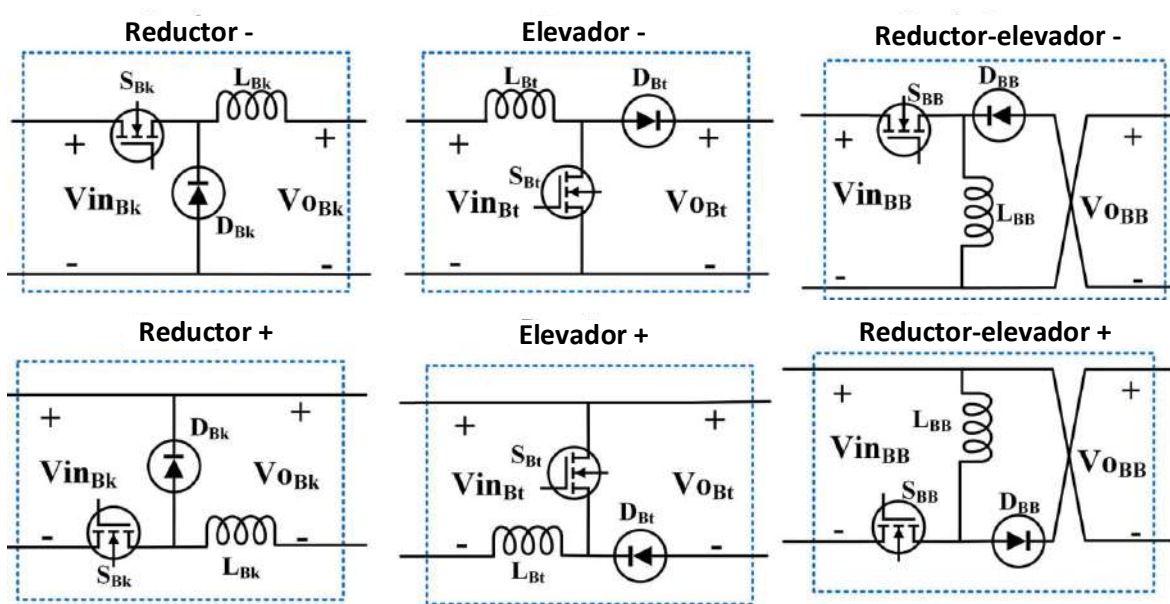 Reductor -
S_Bk
L_Bk
+
+
Vin_Bk
Vo_Bk
D_Bk
-
-
Elevador -
L_Bt
D_Bt
+
+
S_Bt
Vin_Bt
Vo_Bt
-
-
Reductor-elevador -
S_BB
D_BB
+
+
Vin_BB
L_BB
Vo_BB
-
-
Reductor +
+
+
D_Bk
Vin_Bk
Vo_Bk
-
-
S_Bk
L_Bk
Elevador +
+
+
S_Bt
Vin_Bt
Vo_Bt
D_Bt
-
-
L_Bt
Reductor-elevador +
+
+
L_BB
Vin_BB
Vo_BB
S_BB
D_BB
-
-